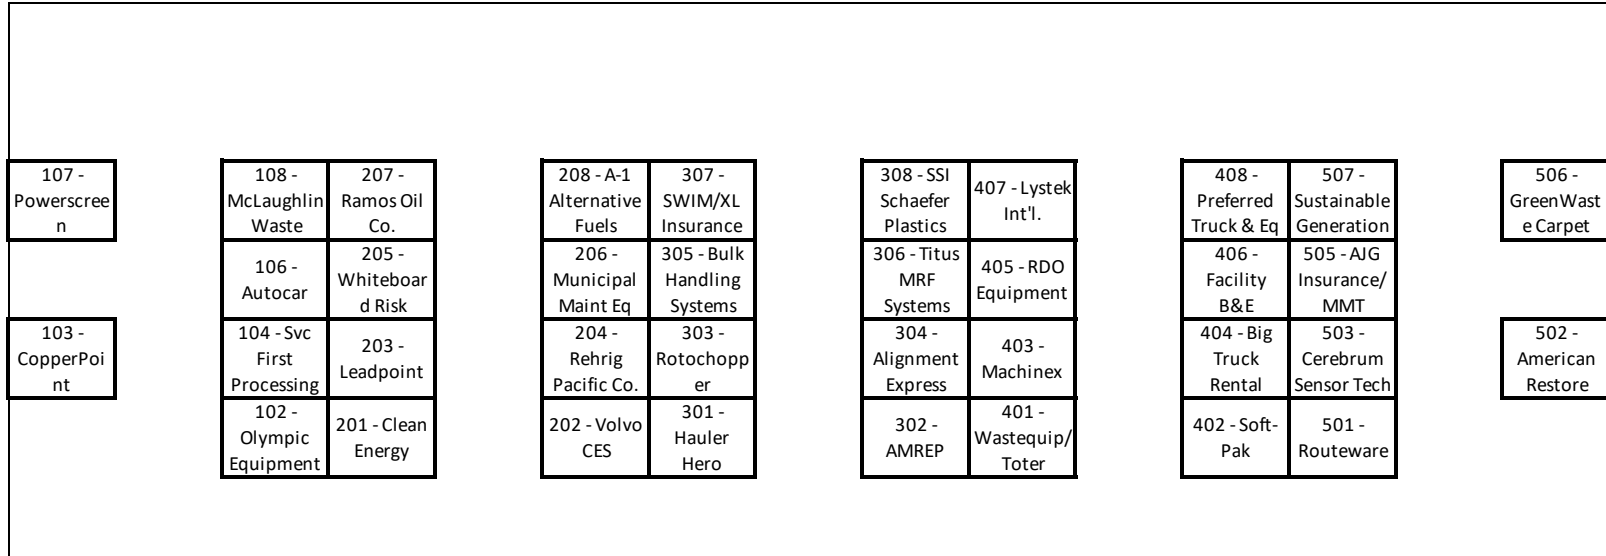 107 -
Powerscree
n
108 -
McLaughlin
Waste
207 -
Ramos Oil
Co.
208 - A-1
Alternative
Fuels
307 -
SWIM/XL
Insurance
308 - SSI
Schaefer
Plastics
407 - Lystek
Int'l.
408 -
Preferred
Truck & Eq
507 -
Sustainable
Generation
506 -
GreenWast
e Carpet
106 -
Autocar
205 -
Whiteboar
d Risk
206 -
Municipal
Maint Eq
305 - Bulk
Handling
Systems
306 - Titus
MRF
Systems
405 - RDO
Equipment
406 -
Facility
B&E
505 - AJG
Insurance/
MMT
103 -
CopperPoi
nt
104 - Svc
First
Processing
203 -
Leadpoint
204 -
Rehrig
Pacific Co.
303 -
Rotochopp
er
304 -
Alignment
Express
403 -
Machinex
404 - Big
Truck
Rental
503 -
Cerebrum
Sensor Tech
502 -
American
Restore
102 -
Olympic
Equipment
201 - Clean
Energy
202 - Volvo
CES
301 -
Hauler
Hero
302 -
AMREP
401 -
Wastequip/
Toter
402 - Soft-
Pak
501 -
Routeware